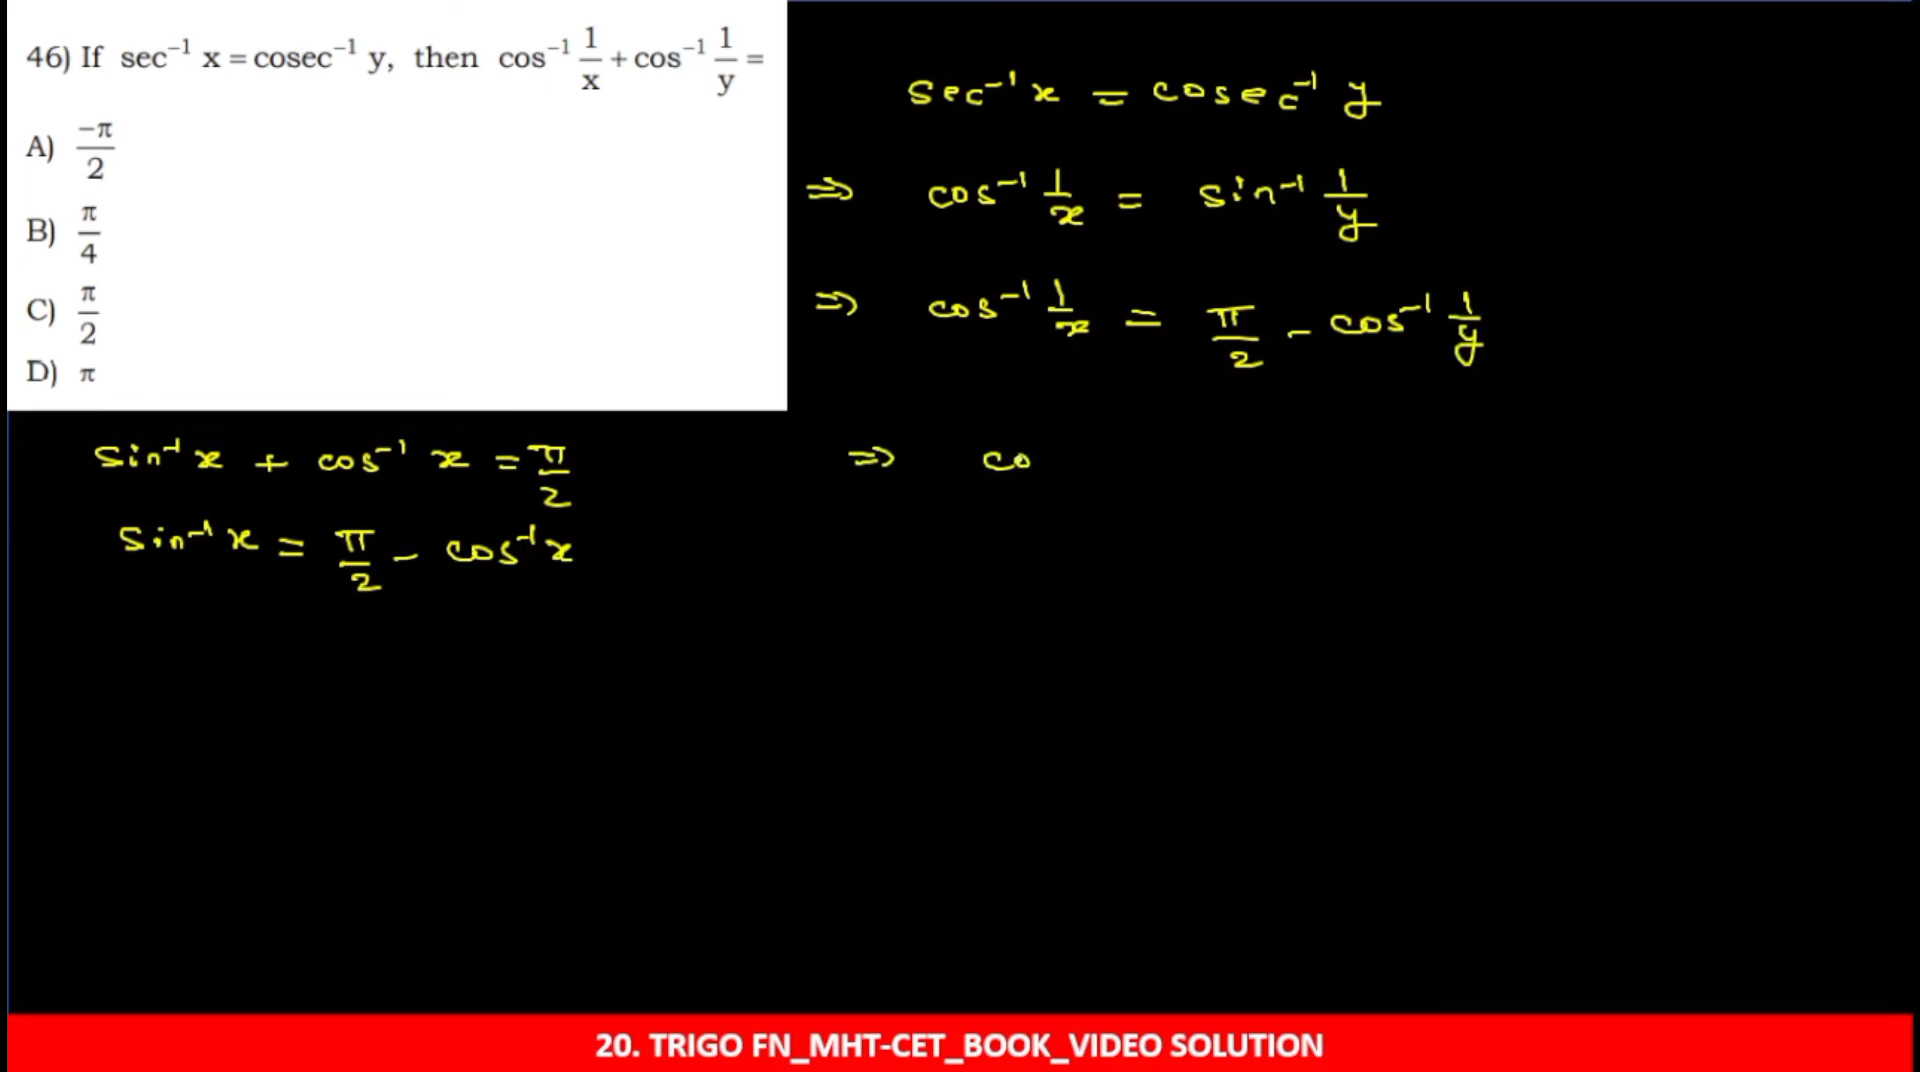 46) If sec⁻¹ x = cosec⁻¹ y, then cos⁻¹ 1/x + cos⁻¹ 1/y =
A) -π/2
B) π/4
C) π/2
D) π
sec⁻¹ x = cosec⁻¹ y
⇒ cos⁻¹ 1/x = sin⁻¹ 1/y
⇒ cos⁻¹ 1/x = π/2 - cos⁻¹ 1/y
⇒ co
sin⁻¹ x + cos⁻¹ x = π/2
sin⁻¹ x = π/2 - cos⁻¹ x
20. TRIGO FN_MHT-CET_BOOK_VIDEO SOLUTION